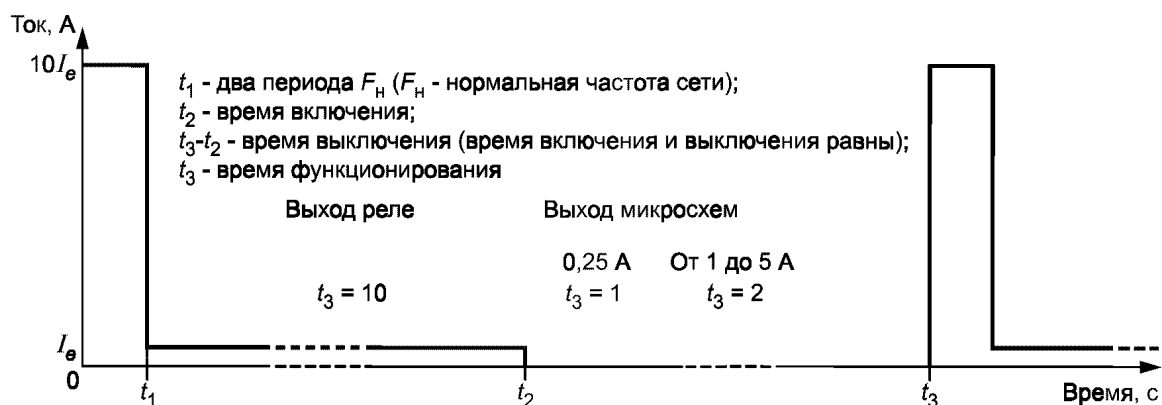 Ток, А
10Iₑ
t₁ - два периода Fн (Fн - нормальная частота сети);
t₂ - время включения;
t₃-t₂ - время выключения (время включения и выключения равны);
t₃ - время функционирования
Выход реле Выход микросхем
0,25 А От 1 до 5 А
t₃ = 10 t₃ = 1 t₃ = 2
Iₑ
0
t₁ t₂ t₃ Время, с